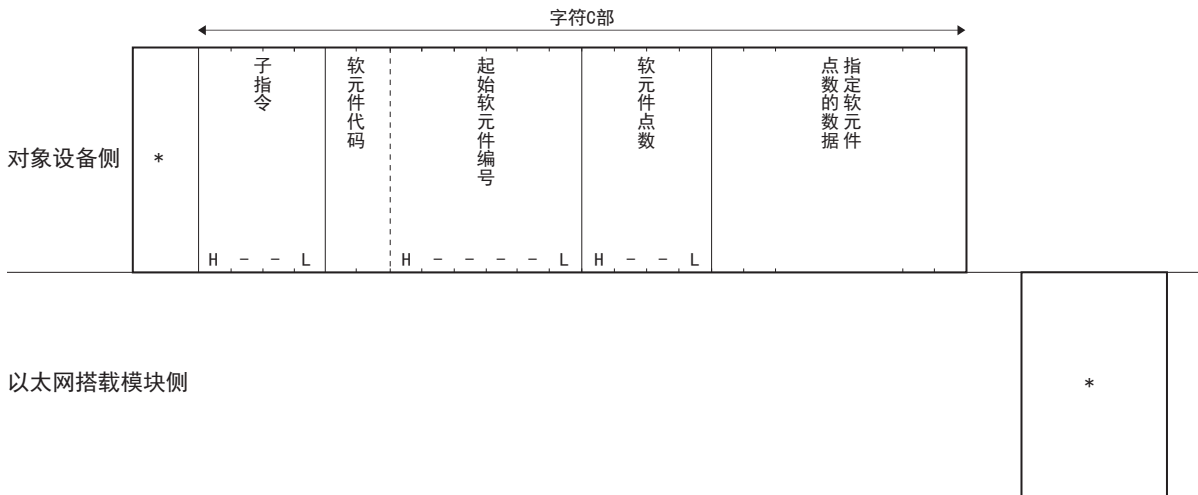 字符C部
对象设备侧
*
子指令
H - - L
软元件代码
起始软元件编号
H - - - - L
软元件点数
H - - L
指定软元件
点数的数据
以太网搭载模块侧
*